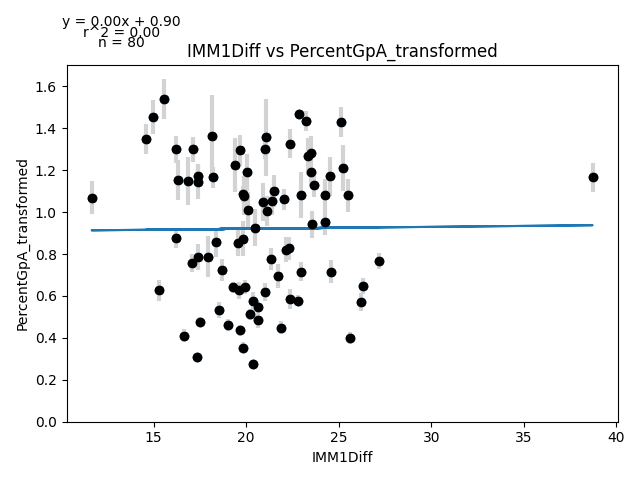 y = 0.00x + 0.90
r^2 = 0.00
n = 80
IMM1Diff vs PercentGpA_transformed
PercentGpA_transformed
1.6
1.4
1.2
1.0
0.8
0.6
0.4
0.2
0.0
15 20 25 30 35 40
IMM1Diff